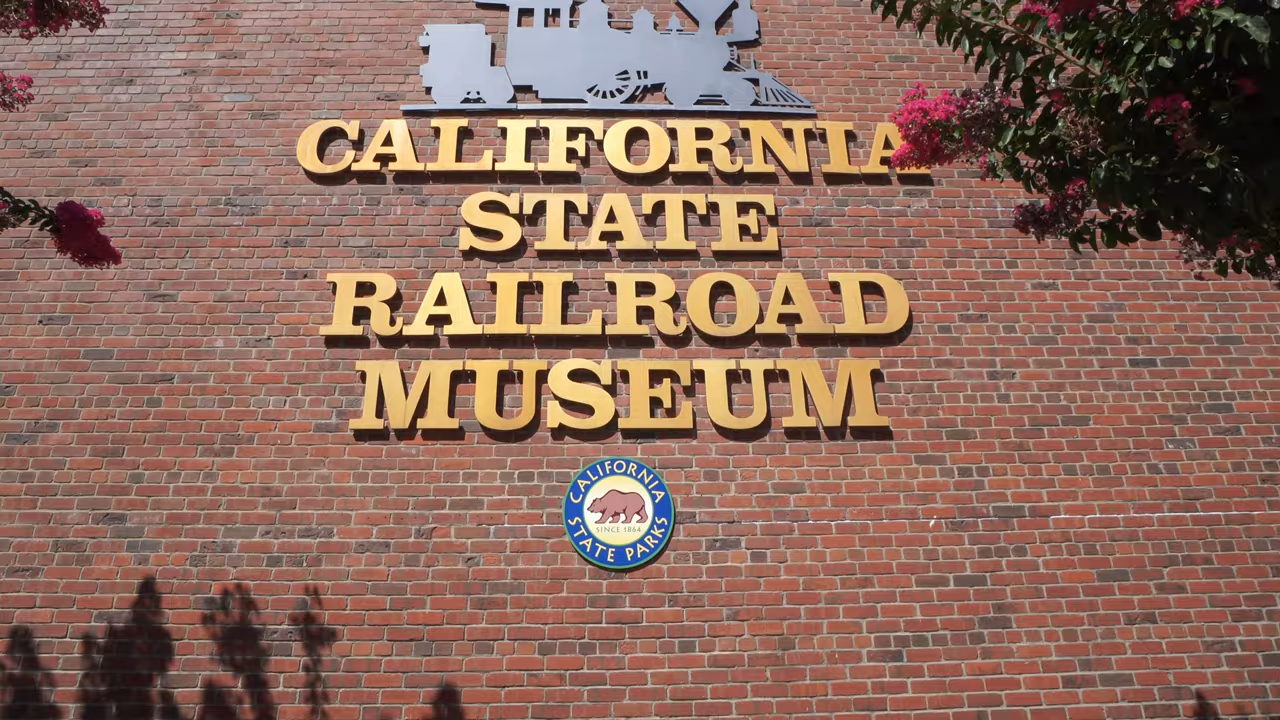 CALIFORNIA
STATE
RAILROAD
MUSEUM
CALIFORNIA
SINCE 1864
STATE PARKS